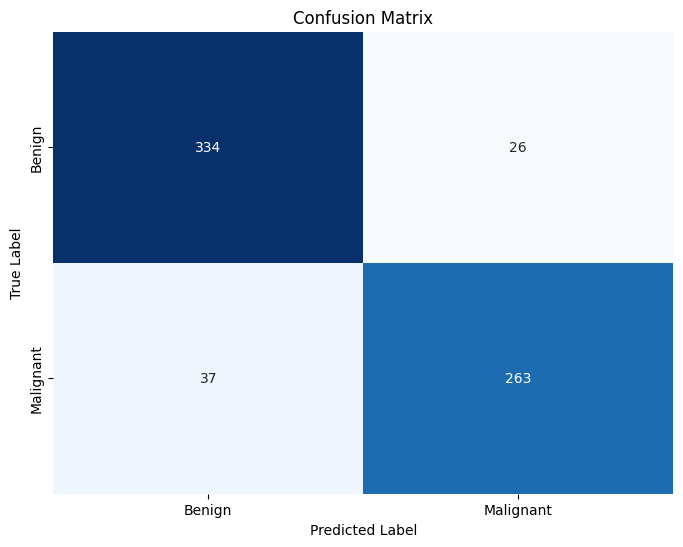 Confusion Matrix
True Label
Benign
334
26
Malignant
37
263
Benign
Malignant
Predicted Label